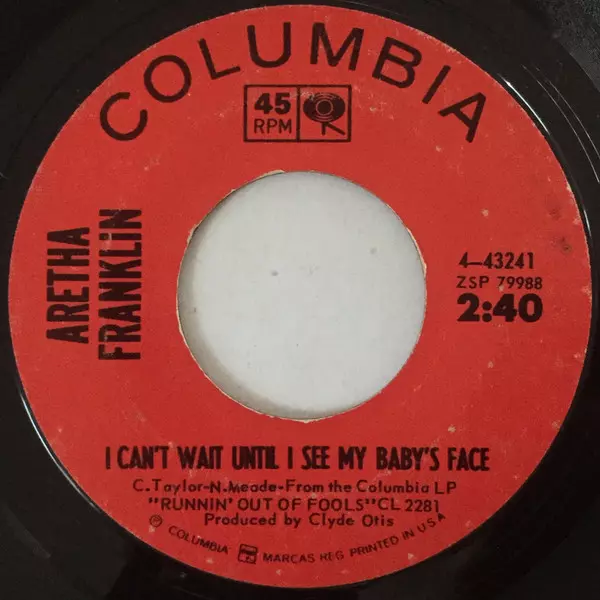 COLUMBIA
45
RPM
ARETHA
FRANKLIN
4–43241
ZSP 79988
2:40
I CAN'T WAIT UNTIL I SEE MY BABY'S FACE
C. Taylor-N. Meade-From the Columbia LP
"RUNNIN' OUT OF FOOLS" CL 2281
Produced by Clyde Otis
℗ COLUMBIA MARCAS REG PRINTED IN U.S.A.